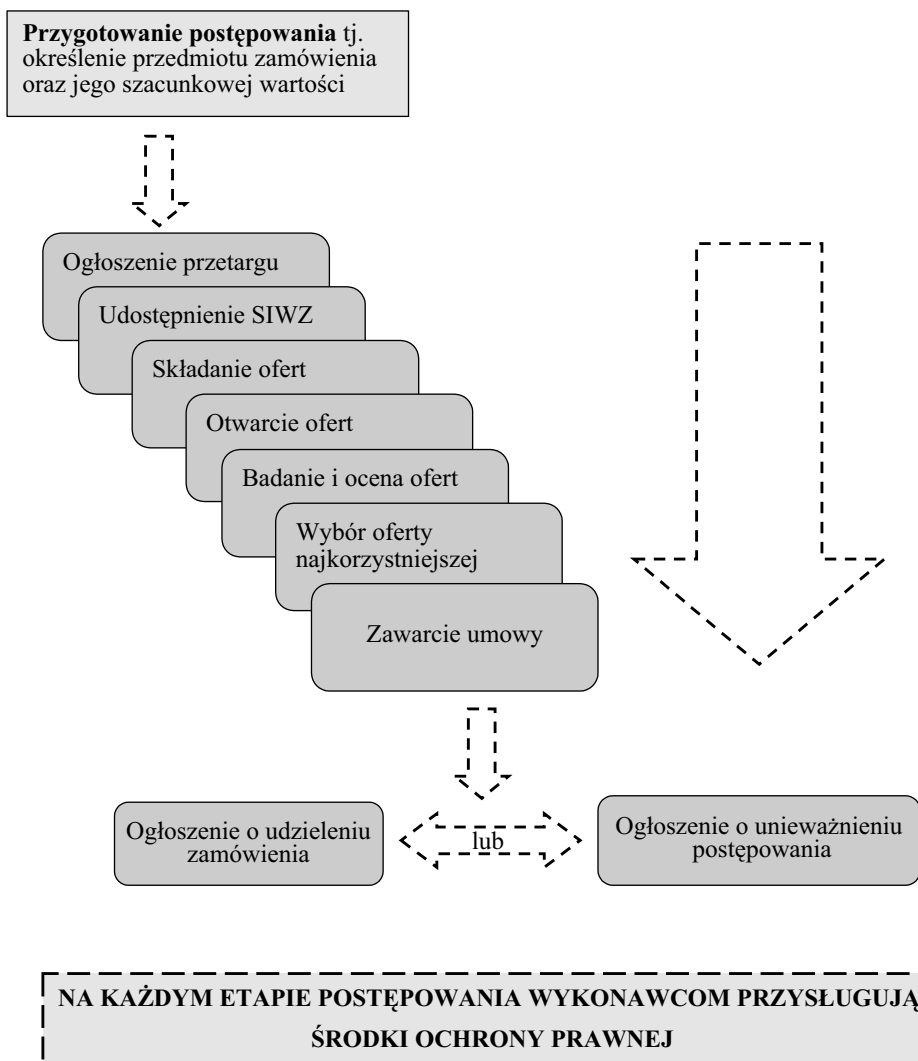 Przygotowanie postępowania tj.
określenie przedmiotu zamówienia
oraz jego szacunkowej wartości
Ogłoszenie przetargu
Udostępnienie SIWZ
Składanie ofert
Otwarcie ofert
Badanie i ocena ofert
Wybór oferty
najkorzystniejszej
Zawarcie umowy
Ogłoszenie o udzieleniu
zamówienia
lub
Ogłoszenie o unieważnieniu
postępowania
NA KAŻDYM ETAPIE POSTĘPOWANIA WYKONAWCOM PRZYSŁUGUJĄ
ŚRODKI OCHRONY PRAWNEJ